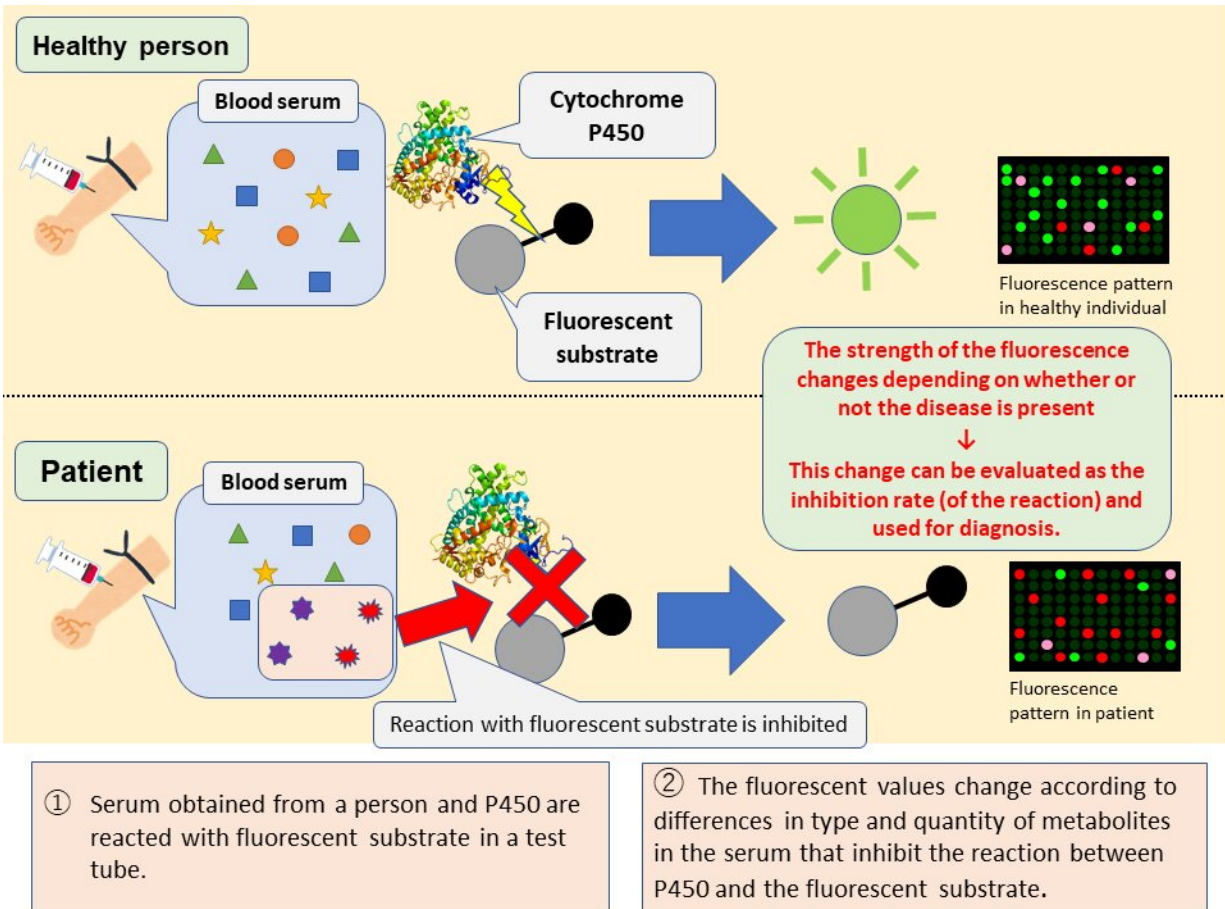 Healthy person
Blood serum
Cytochrome
P450
Fluorescent
substrate
Fluorescence pattern
in healthy individual
The strength of the fluorescence
changes depending on whether or
not the disease is present
↓
This change can be evaluated as the
inhibition rate (of the reaction) and
used for diagnosis.
Patient
Blood serum
Reaction with fluorescent substrate is inhibited
Fluorescence
pattern in patient
① Serum obtained from a person and P450 are
reacted with fluorescent substrate in a test
tube.
② The fluorescent values change according to
differences in type and quantity of metabolites
in the serum that inhibit the reaction between
P450 and the fluorescent substrate.